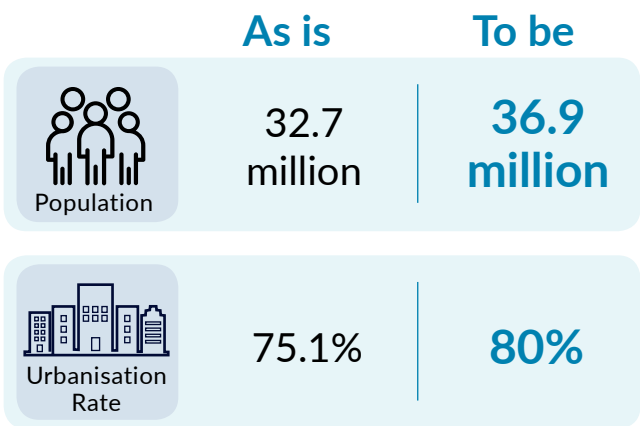 As is To be
Population
32.7
million
36.9
million
Urbanisation
Rate
75.1%
80%